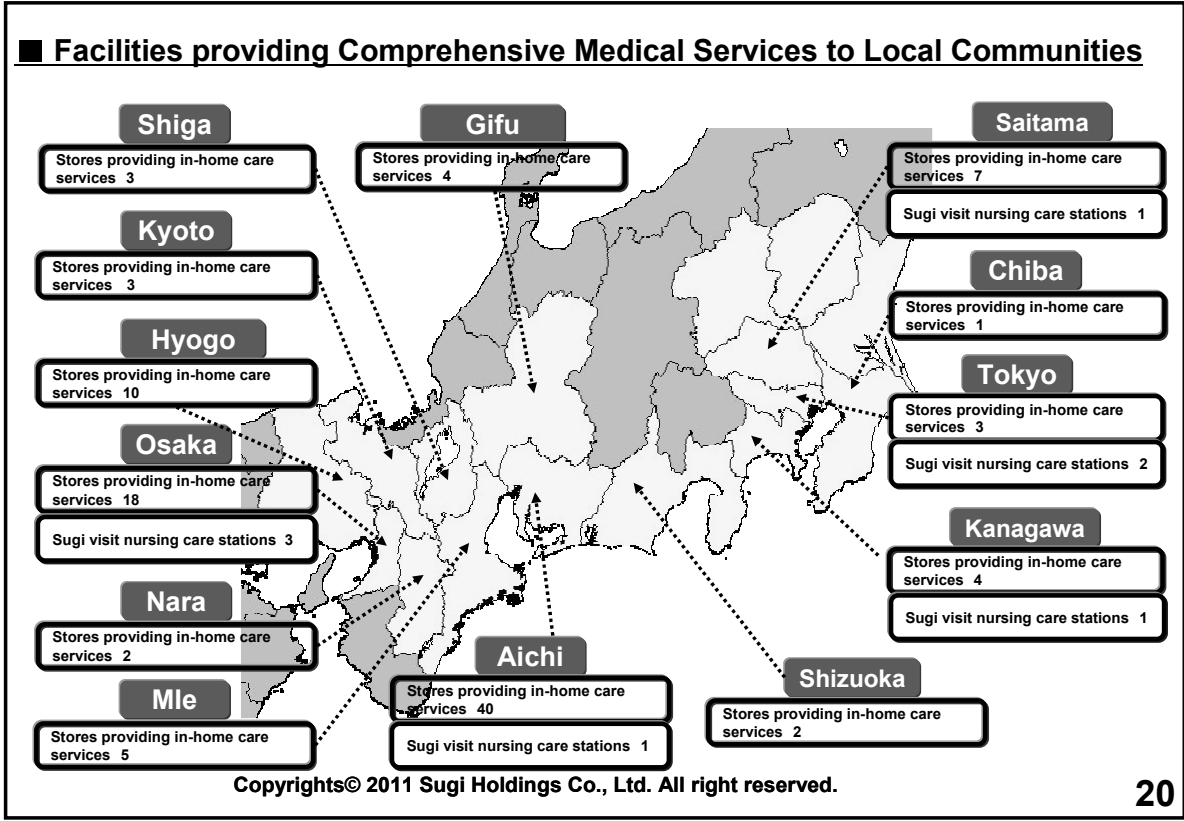 ■ Facilities providing Comprehensive Medical Services to Local Communities
Shiga
Stores providing in-home care
services 3
Kyoto
Stores providing in-home care
services 3
Hyogo
Stores providing in-home care
services 10
Osaka
Stores providing in-home care
services 18
Sugi visit nursing care stations 3
Nara
Stores providing in-home care
services 2
MIe
Stores providing in-home care
services 5
Gifu
Stores providing in-home care
services 4
Aichi
Stores providing in-home care
services 40
Sugi visit nursing care stations 1
Shizuoka
Stores providing in-home care
services 2
Saitama
Stores providing in-home care
services 7
Sugi visit nursing care stations 1
Chiba
Stores providing in-home care
services 1
Tokyo
Stores providing in-home care
services 3
Sugi visit nursing care stations 2
Kanagawa
Stores providing in-home care
services 4
Sugi visit nursing care stations 1
Copyrights© 2011 Sugi Holdings Co., Ltd. All right reserved.
20